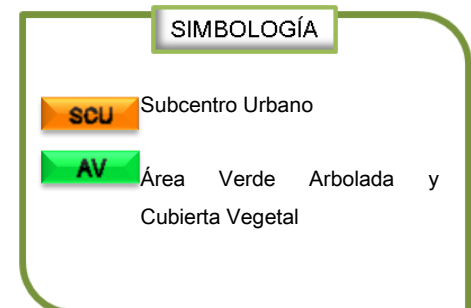 SIMBOLOGÍA
SCU Subcentro Urbano
AV Área Verde Arbolada y
Cubierta Vegetal